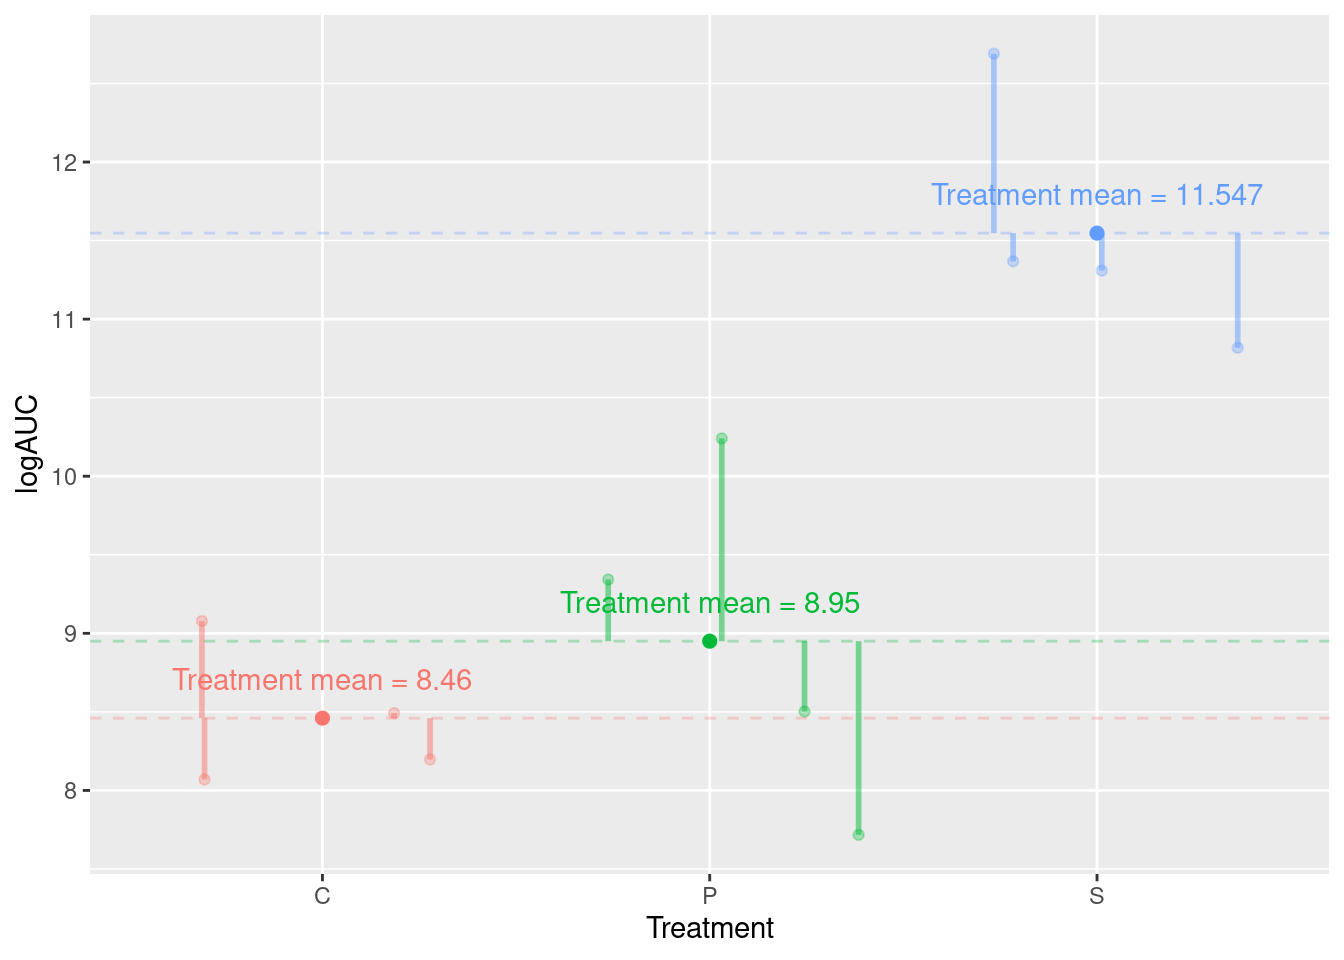 12
Treatment mean = 11.547
11
logAUC
10
Treatment mean = 8.95
9
Treatment mean = 8.46
8
C
P
S
Treatment